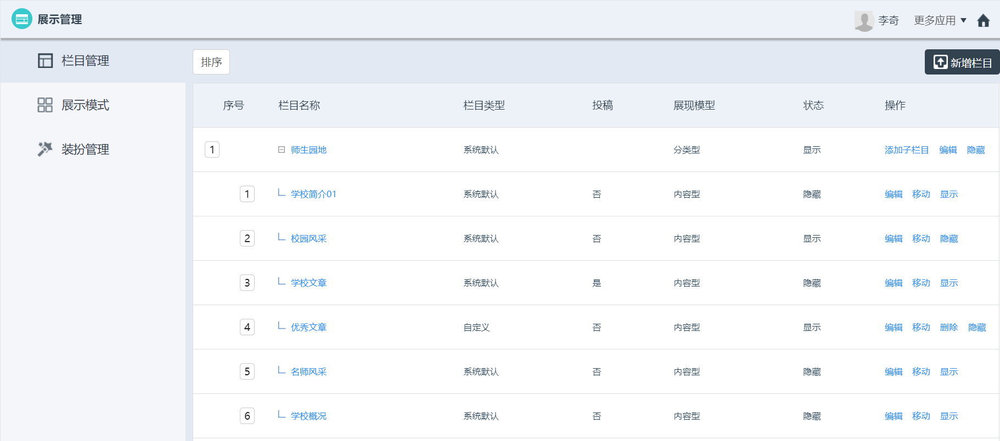 展示管理
李奇 更多应用
栏目管理
排序
新增栏目
展示模式
装扮管理
序号 栏目名称 栏目类型 投稿 展现模型 状态 操作
1 师生园地 系统默认 分类型 显示 添加子栏目 编辑 隐藏
1 学校简介01 系统默认 否 内容型 隐藏 编辑 移动 显示
2 校园风采 系统默认 否 内容型 显示 编辑 移动 隐藏
3 学校文章 系统默认 是 内容型 隐藏 编辑 移动 显示
4 优秀文章 自定义 否 内容型 显示 编辑 移动 删除 隐藏
5 名师风采 系统默认 否 内容型 隐藏 编辑 移动 显示
6 学校概况 系统默认 否 内容型 隐藏 编辑 移动 显示